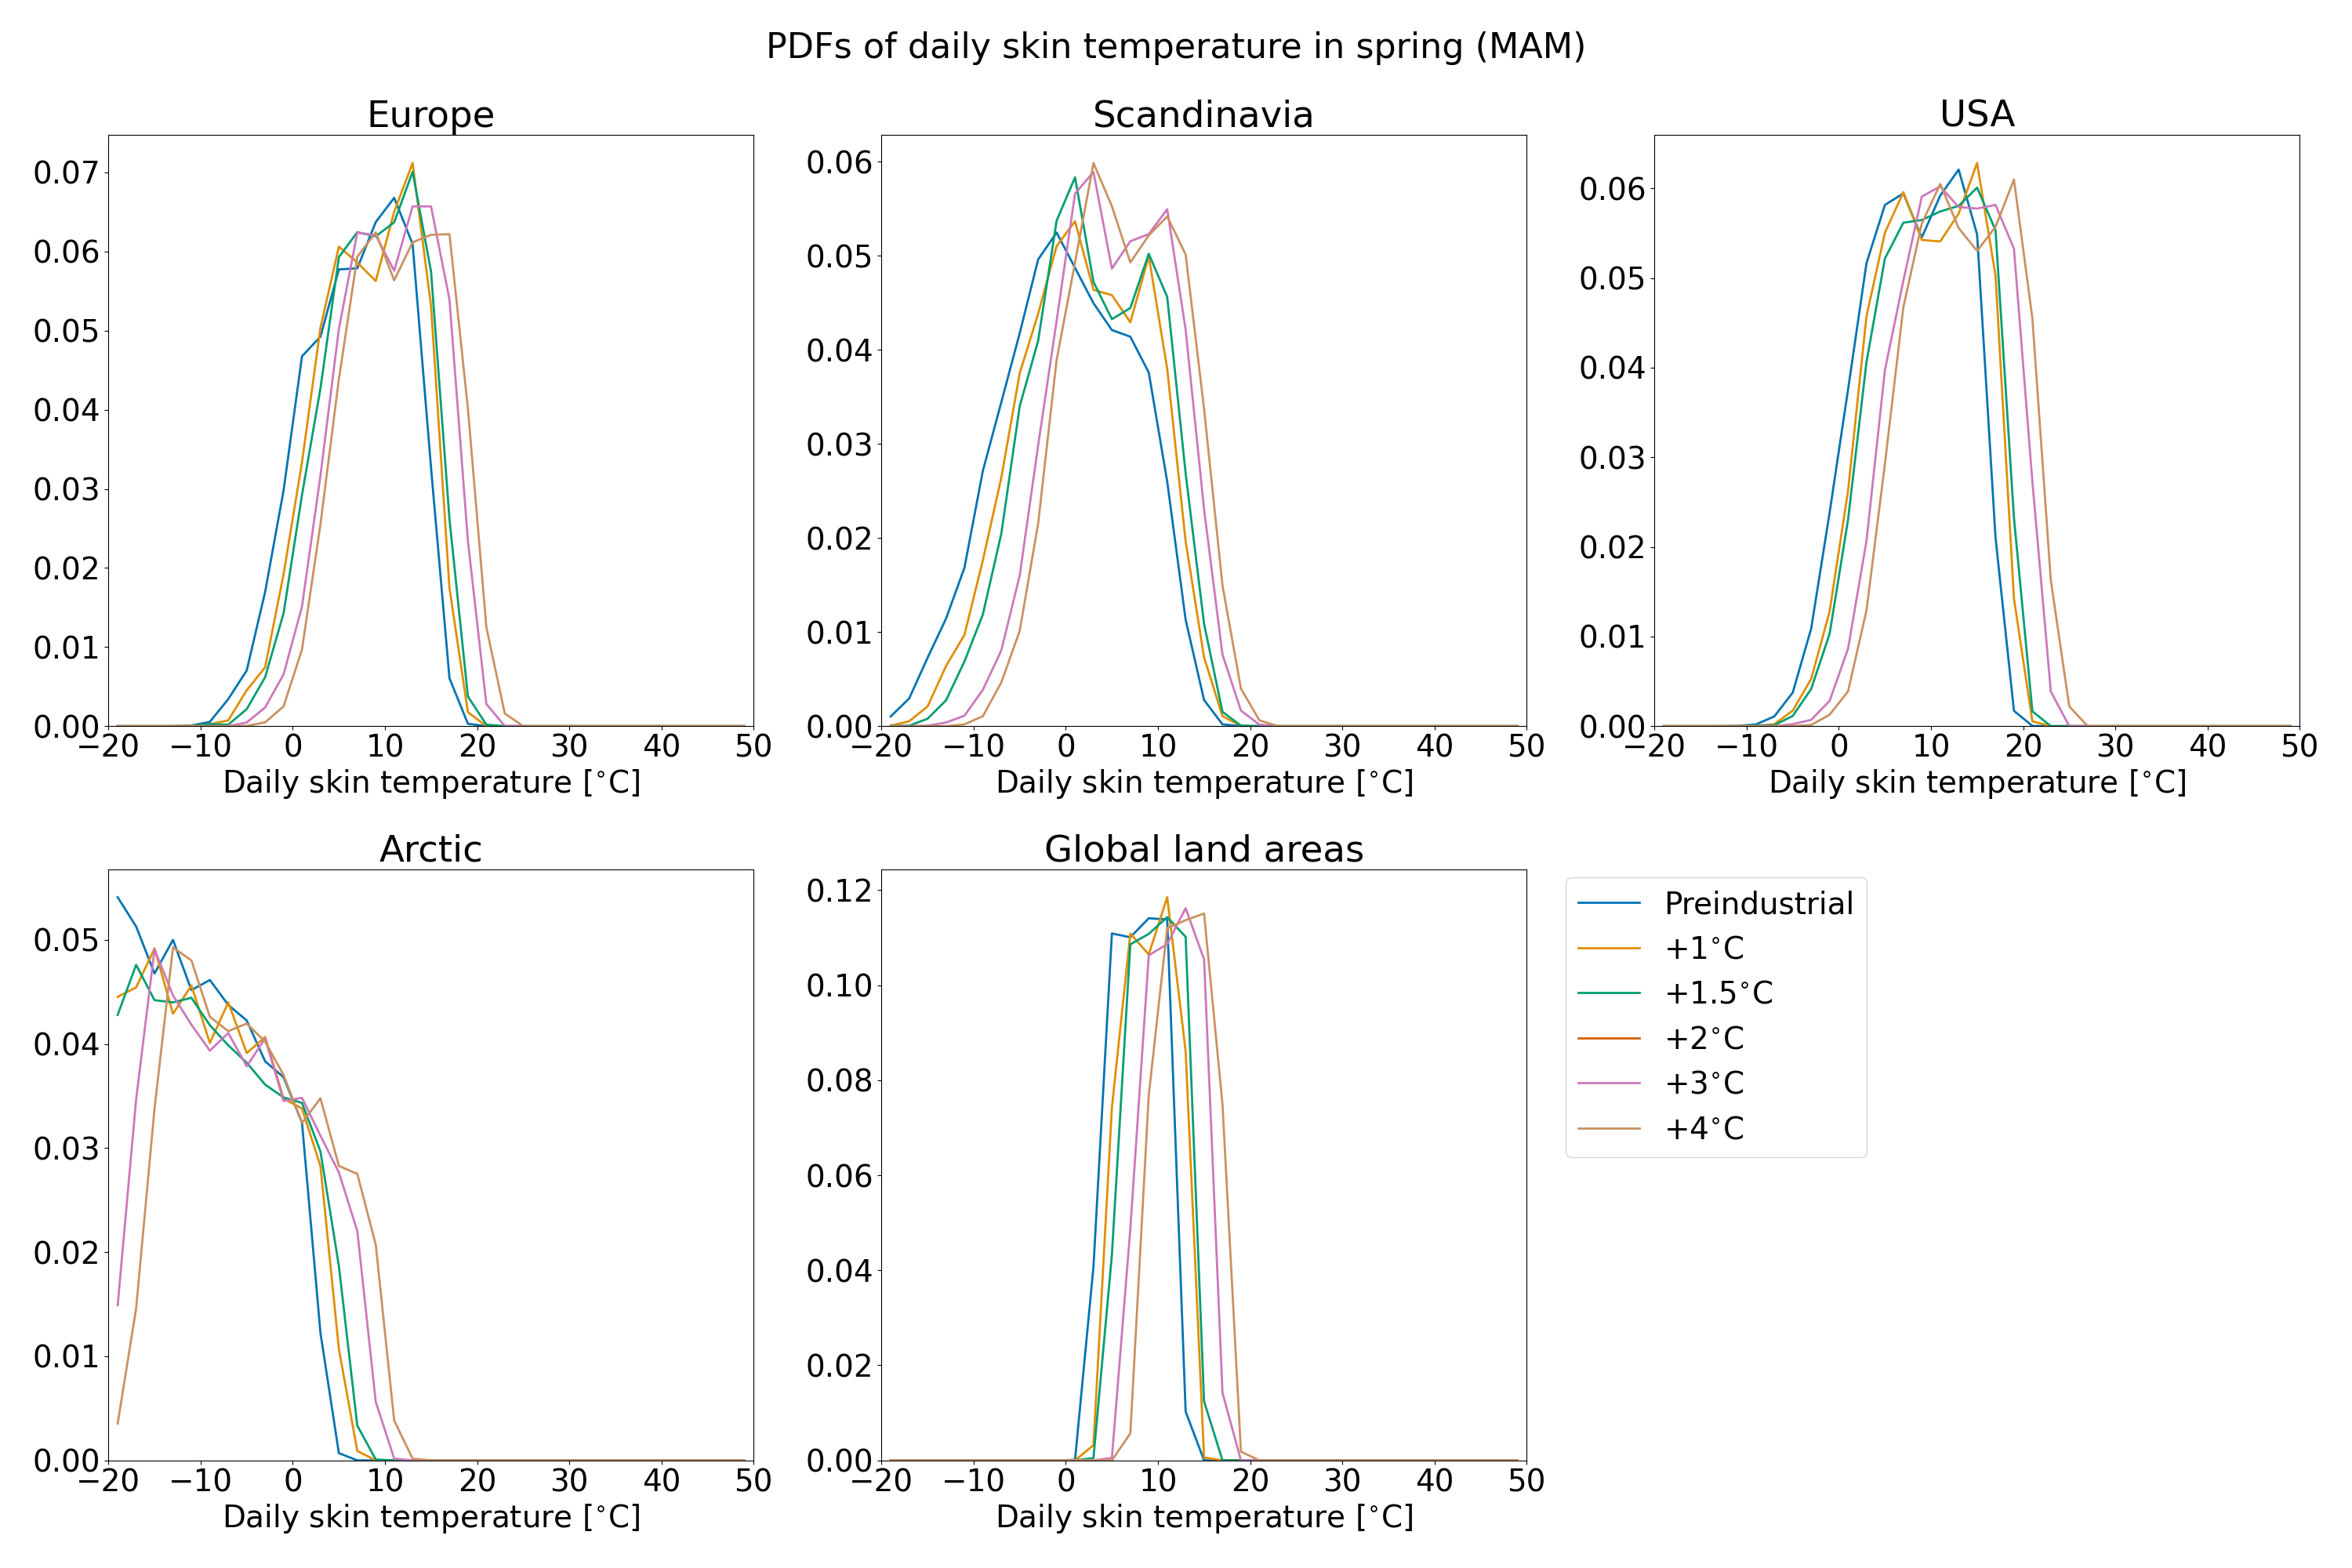 PDFs of daily skin temperature in spring (MAM)
Europe
0.07
0.06
0.05
0.04
0.03
0.02
0.01
0.00
−20 −10 0 10 20 30 40 50
Daily skin temperature [°C]
Scandinavia
0.06
0.05
0.04
0.03
0.02
0.01
0.00
−20 −10 0 10 20 30 40 50
Daily skin temperature [°C]
USA
0.06
0.05
0.04
0.03
0.02
0.01
0.00
−20 −10 0 10 20 30 40 50
Daily skin temperature [°C]
Arctic
0.05
0.04
0.03
0.02
0.01
0.00
−20 −10 0 10 20 30 40 50
Daily skin temperature [°C]
Global land areas
0.12
0.10
0.08
0.06
0.04
0.02
0.00
−20 −10 0 10 20 30 40 50
Daily skin temperature [°C]
Preindustrial
+1°C
+1.5°C
+2°C
+3°C
+4°C